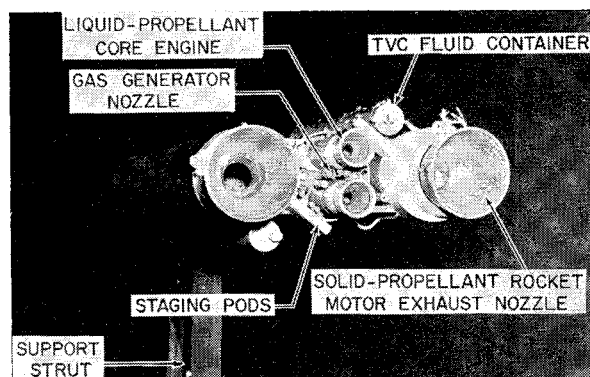 LIQUID-PROPELLANT
CORE ENGINE
TVC FLUID CONTAINER
GAS GENERATOR
NOZZLE
STAGING PODS
SOLID-PROPELLANT ROCKET
MOTOR EXHAUST NOZZLE
SUPPORT
STRUT